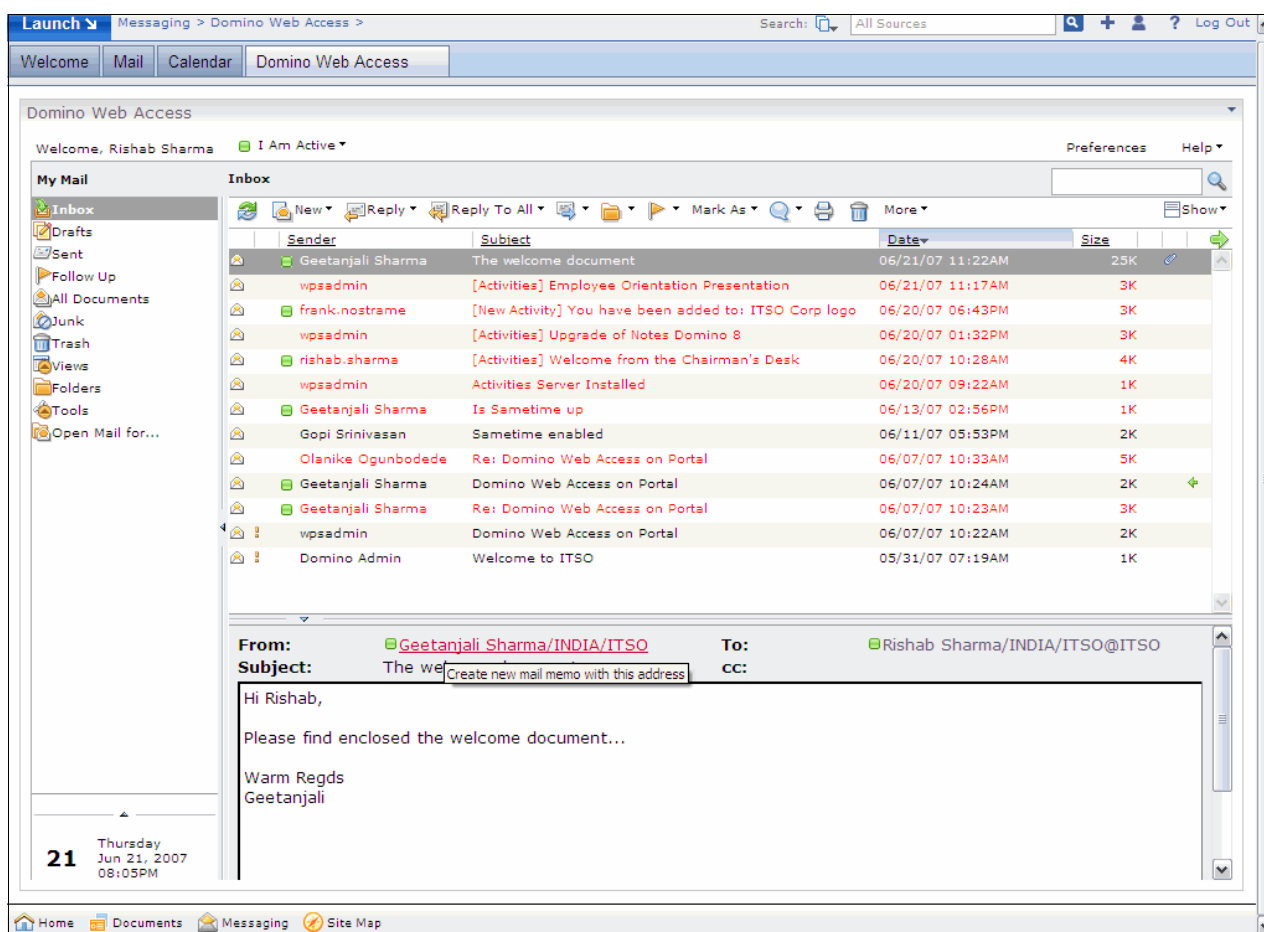 Launch Messaging > Domino Web Access > Search: All Sources ? Log Out
Welcome Mail Calendar Domino Web Access
Domino Web Access
Welcome, Rishab Sharma I Am Active Preferences Help
My Mail Inbox
Inbox
Drafts
Sent
Follow Up
All Documents
Junk
Trash
Views
Folders
Tools
Open Mail for...
New Reply Reply To All Mark As More Show
Sender Subject Date Size
Geetanjali Sharma The welcome document 06/21/07 11:22AM 25K
wpsadmin [Activities] Employee Orientation Presentation 06/21/07 11:17AM 3K
frank.nostrame [New Activity] You have been added to: ITSO Corp logo 06/20/07 06:43PM 3K
wpsadmin [Activities] Upgrade of Notes Domino 8 06/20/07 01:32PM 3K
rishab.sharma [Activities] Welcome from the Chairman's Desk 06/20/07 10:28AM 4K
wpsadmin Activities Server Installed 06/20/07 09:22AM 1K
Geetanjali Sharma Is Sametime up 06/13/07 02:56PM 1K
Gopi Srinivasan Sametime enabled 06/11/07 05:53PM 2K
Olanike Ogunbodede Re: Domino Web Access on Portal 06/07/07 10:33AM 5K
Geetanjali Sharma Domino Web Access on Portal 06/07/07 10:24AM 2K
Geetanjali Sharma Re: Domino Web Access on Portal 06/07/07 10:23AM 3K
wpsadmin Domino Web Access on Portal 06/07/07 10:22AM 2K
Domino Admin Welcome to ITSO 05/31/07 07:19AM 1K
From: Geetanjali Sharma/INDIA/ITSO To: Rishab Sharma/INDIA/ITSO@ITSO
Subject: The cc:
Create new mail memo with this address
Hi Rishab,
Please find enclosed the welcome document...
Warm Regds
Geetanjali
21 Thursday
Jun 21, 2007
08:05PM
Home Documents Messaging Site Map